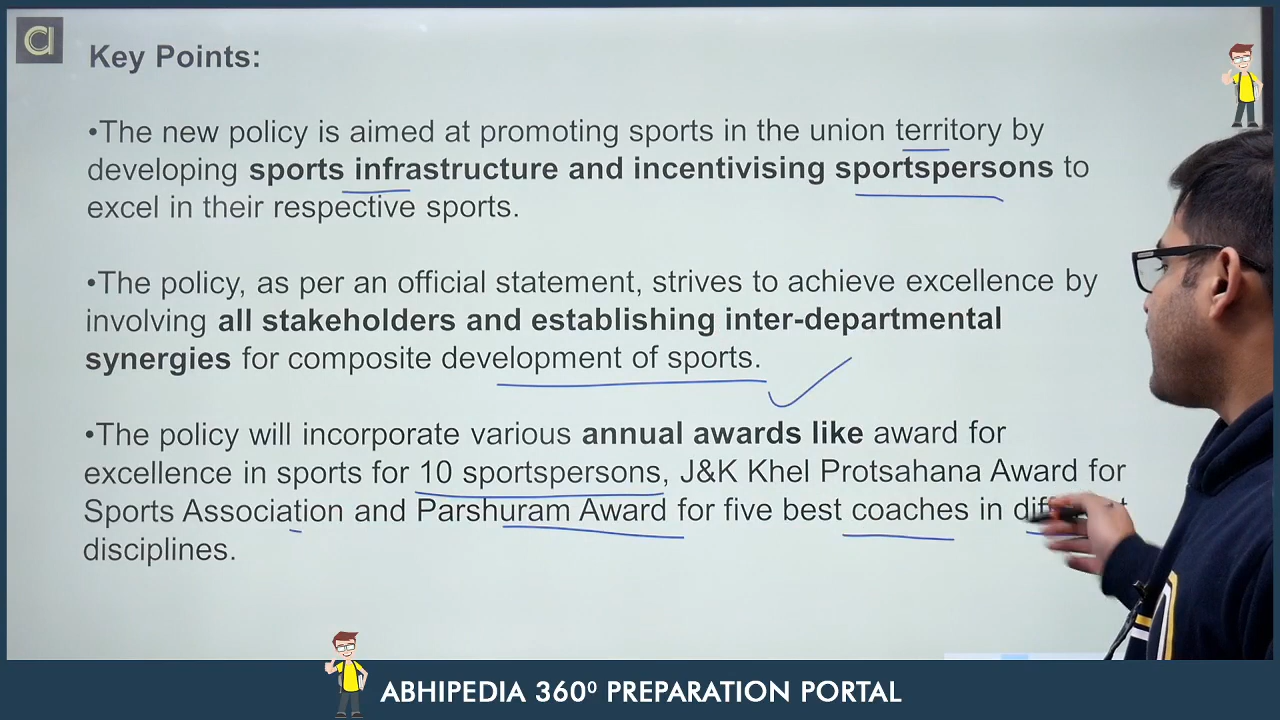 Key Points:
•The new policy is aimed at promoting sports in the union territory by
developing sports infrastructure and incentivising sportspersons to
excel in their respective sports.
•The policy, as per an official statement, strives to achieve excellence by
involving all stakeholders and establishing inter-departmental
synergies for composite development of sports.
•The policy will incorporate various annual awards like award for
excellence in sports for 10 sportspersons, J&K Khel Protsahana Award for
Sports Association and Parshuram Award for five best coaches in
disciplines.
ABHIPEDIA 360⁰ PREPARATION PORTAL